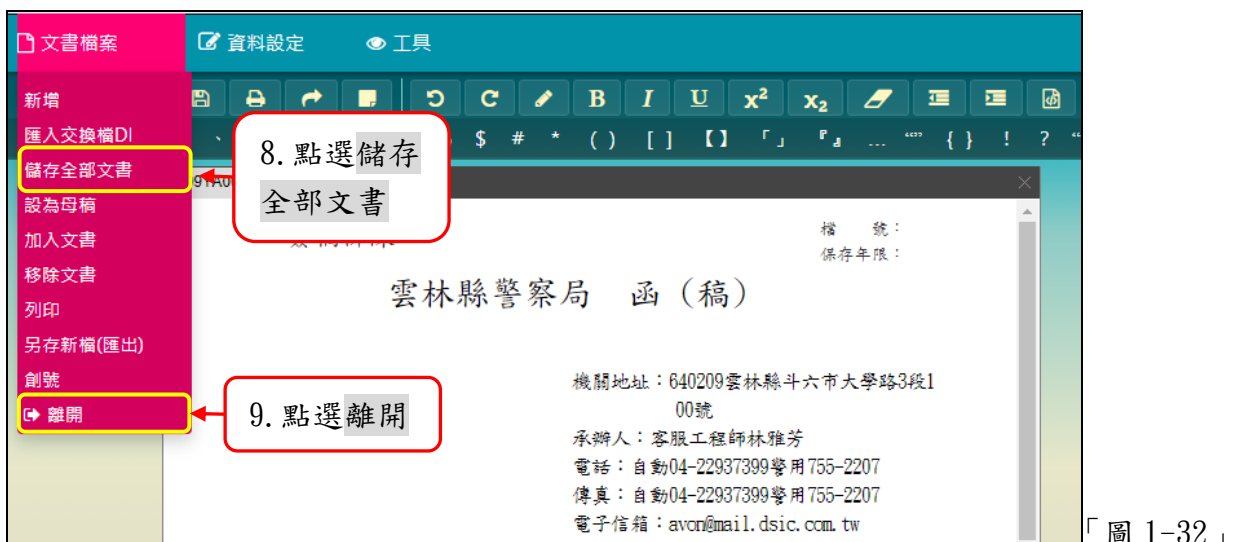 文書檔案 資料設定 工具
新增
匯入交換檔DI
儲存全部文書
設為母稿
加入文書
移除文書
列印
另存新檔(匯出)
創號
離開
B I U x² x₂
、 $ # * ( ) [ ] 【 】 「 」 『 』 … “” { } ! ?
8.點選儲存
全部文書
檔 號：
保存年限：
雲林縣警察局 函（稿）
機關地址：640209雲林縣斗六市大學路3段1
00號
9.點選離開
承辦人：客服工程師林雅芳
電話：自動04-22937399警用755-2207
傳真：自動04-22937399警用755-2207
電子信箱：avon@mail.dsic.com.tw
「圖 1-32」